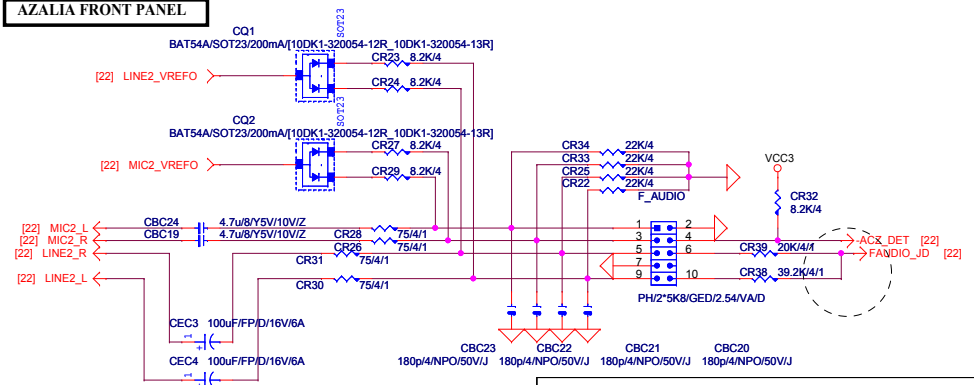 AZALIA FRONT PANEL
CQ1
SOT23
BAT54A/SOT23/200mA/[10DK1-320054-12R_10DK1-320054-13R]
CR23 8.2K/4
[22] LINE2_VREFO
CR24 8.2K/4
SOT23
CQ2
BAT54A/SOT23/200mA/[10DK1-320054-12R_10DK1-320054-13R]
CR27 8.2K/4
[22] MIC2_VREFO
CR29 8.2K/4
CR34 22K/4
CR33 22K/4
CR25 22K/4
CR22 22K/4
F_AUDIO
VCC3
CR32
8.2K/4
[22] MIC2_L
CBC24 4.7u/8/Y5V/10V/Z
[22] MIC2_R
CBC19 4.7u/8/Y5V/10V/Z
CR28 75/4/1
CR26 75/4/1
[22] LINE2_R
CR31 75/4/1
[22] LINE2_L
CR30 75/4/1
1 2
3 4
5 6
7
9 10
PH/2*5K8/GED/2.54/VA/D
CR39 20K/4/1
CR38 39.2K/4/1
[22]
FAUDIO_JD [22]
CEC3 100uF/FP/D/16V/6A
1
+
CEC4 100uF/FP/D/16V/6A
1
+
CBC23 CBC22 CBC21 CBC20
180p/4/NPO/50V/J 180p/4/NPO/50V/J 180p/4/NPO/50V/J 180p/4/NPO/50V/J